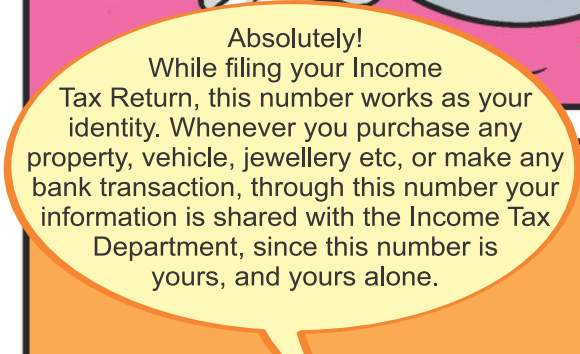 Absolutely!
While filing your Income
Tax Return, this number works as your
identity. Whenever you purchase any
property, vehicle, jewellery etc, or make any
bank transaction, through this number your
information is shared with the Income Tax
Department, since this number is
yours, and yours alone.